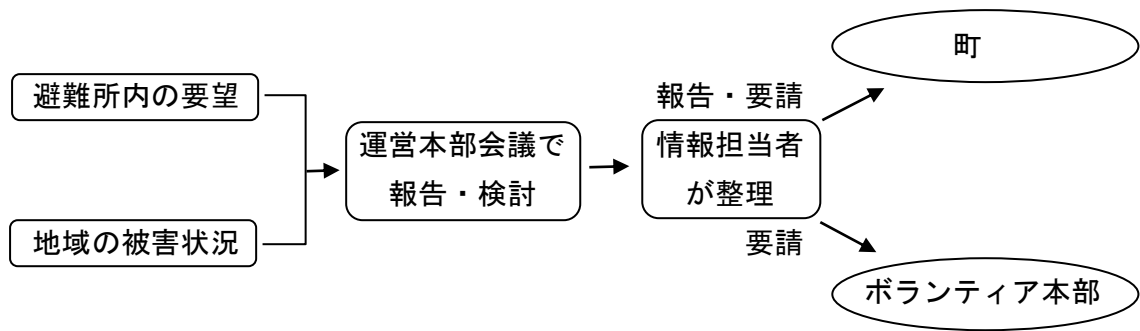 避難所内の要望
地域の被害状況
運営本部会議で
報告・検討
報告・要請
情報担当者
が整理
要請
町
ボランティア本部